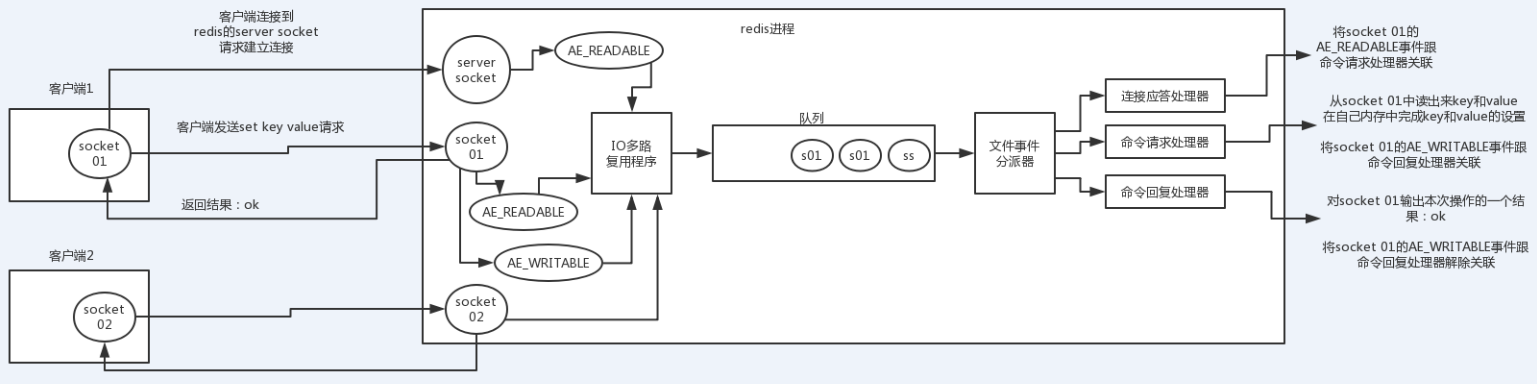 客户端连接到
redis的server socket
请求建立连接
redis进程
客户端1
socket
01
server
socket
AE_READABLE
客户端发送set key value请求
socket
01
返回结果：ok
AE_READABLE
AE_WRITABLE
IO多路
复用程序
队列
s01
s01
ss
文件事件
分派器
连接应答处理器
命令请求处理器
命令回复处理器
将socket 01的
AE_READABLE事件跟
命令请求处理器关联
从socket 01中读出来key和value
在自己内存中完成key和value的设置
将socket 01的AE_WRITABLE事件跟
命令回复处理器关联
对socket 01输出本次操作的一个结
果：ok
将socket 01的AE_WRITABLE事件跟
命令回复处理器解除关联
客户端2
socket
02
socket
02